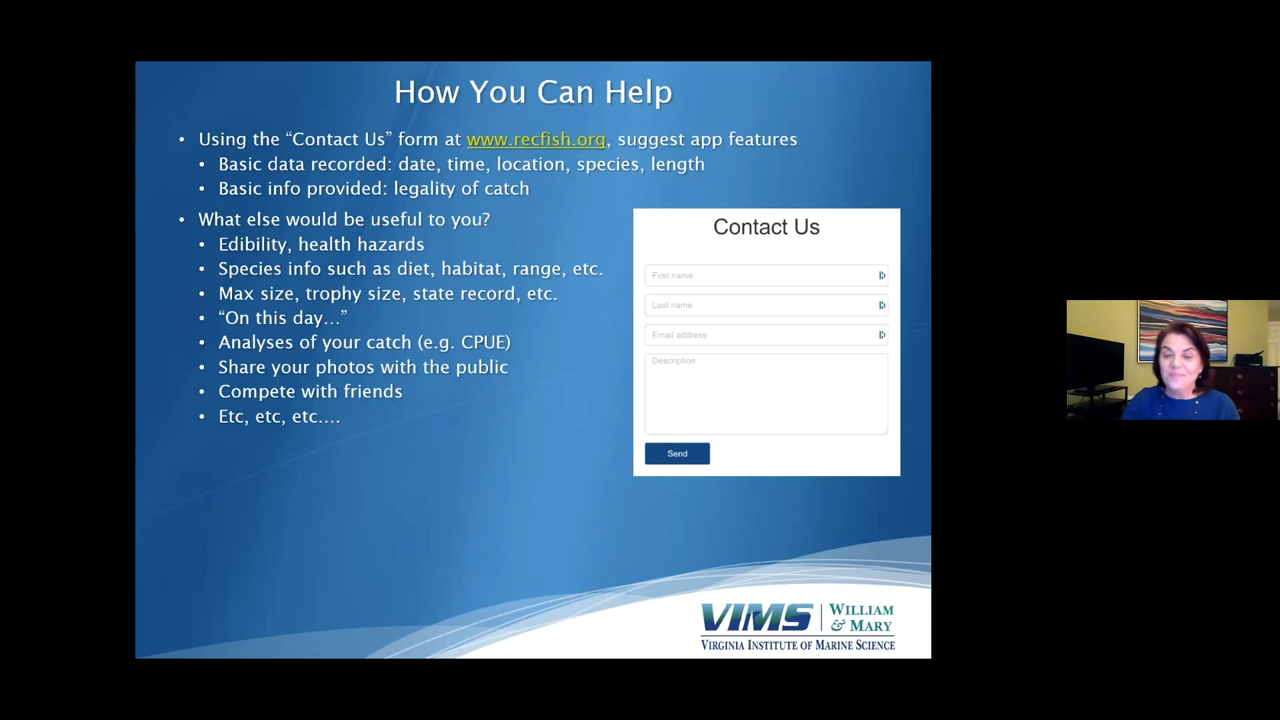 How You Can Help
• Using the “Contact Us” form at www.recfish.org, suggest app features
• Basic data recorded: date, time, location, species, length
• Basic info provided: legality of catch
• What else would be useful to you?
• Edibility, health hazards
• Species info such as diet, habitat, range, etc.
• Max size, trophy size, state record, etc.
• “On this day…”
• Analyses of your catch (e.g. CPUE)
• Share your photos with the public
• Compete with friends
• Etc, etc, etc….
Contact Us
First name
Last name
Email address
Description
Send
VIMS | WILLIAM & MARY
VIRGINIA INSTITUTE OF MARINE SCIENCE